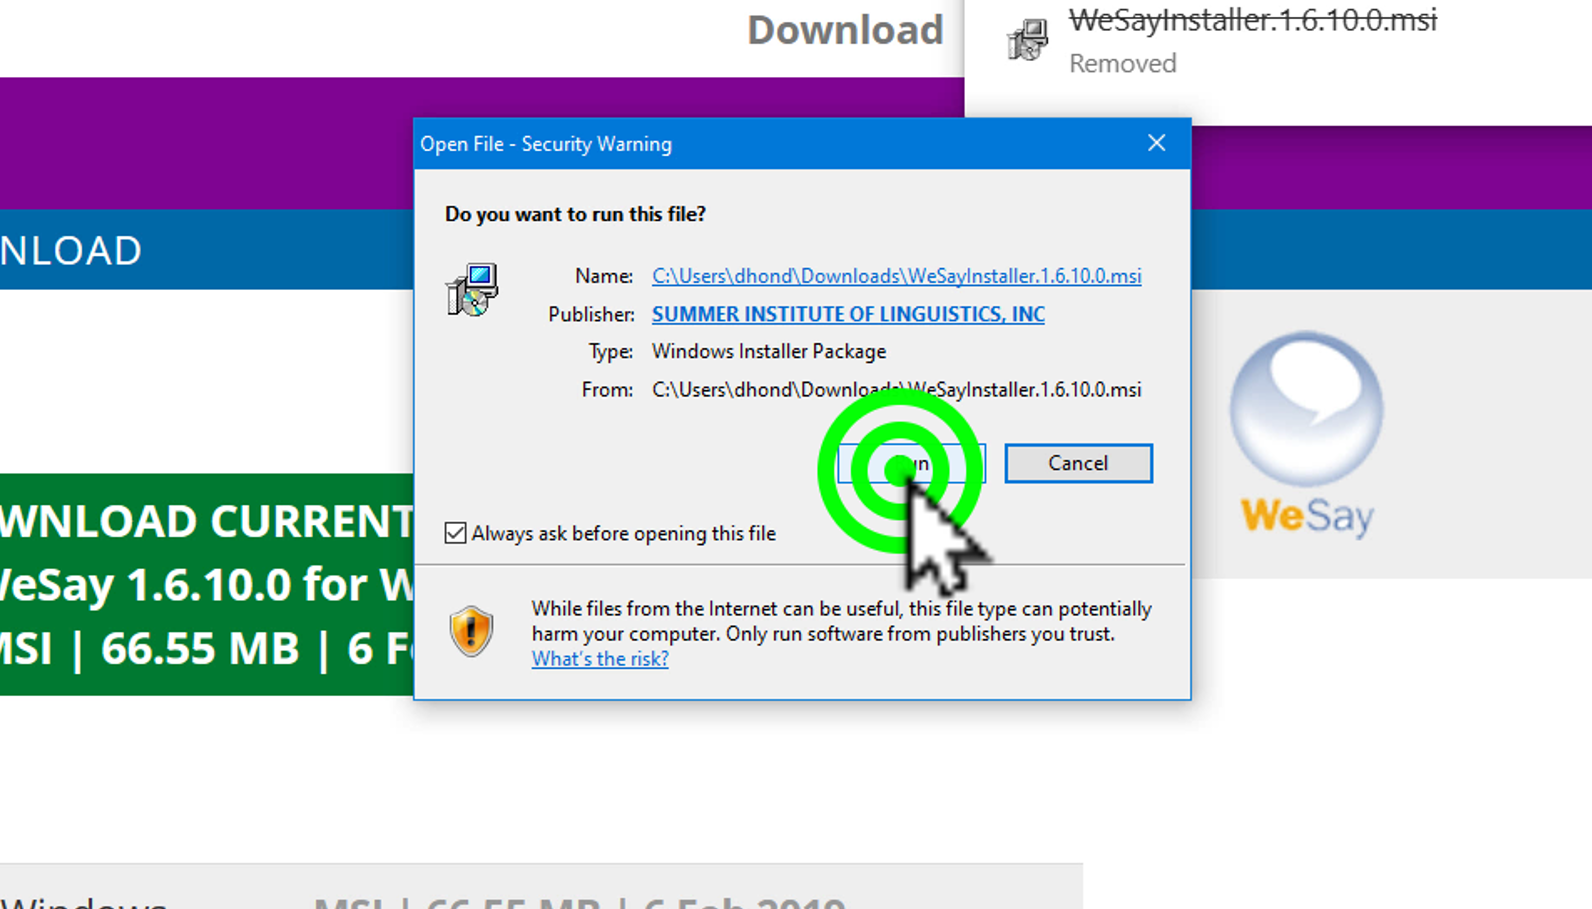 Download
WeSayInstaller.1.6.10.0.msi
Removed
NLOAD
Open File - Security Warning
Do you want to run this file?
Name: C:\Users\dhond\Downloads\WeSayInstaller.1.6.10.0.msi
Publisher: SUMMER INSTITUTE OF LINGUISTICS, INC
Type: Windows Installer Package
From: C:\Users\dhond\Downloads\WeSayInstaller.1.6.10.0.msi
Cancel
Always ask before opening this file
While files from the Internet can be useful, this file type can potentially
harm your computer. Only run software from publishers you trust.
What's the risk?
WNLOAD CURRENT
WeSay 1.6.10.0 for W
MSI | 66.55 MB | 6 Fe
WeSay
Windows
MSI | 66.55 MB | 6 Feb 2019